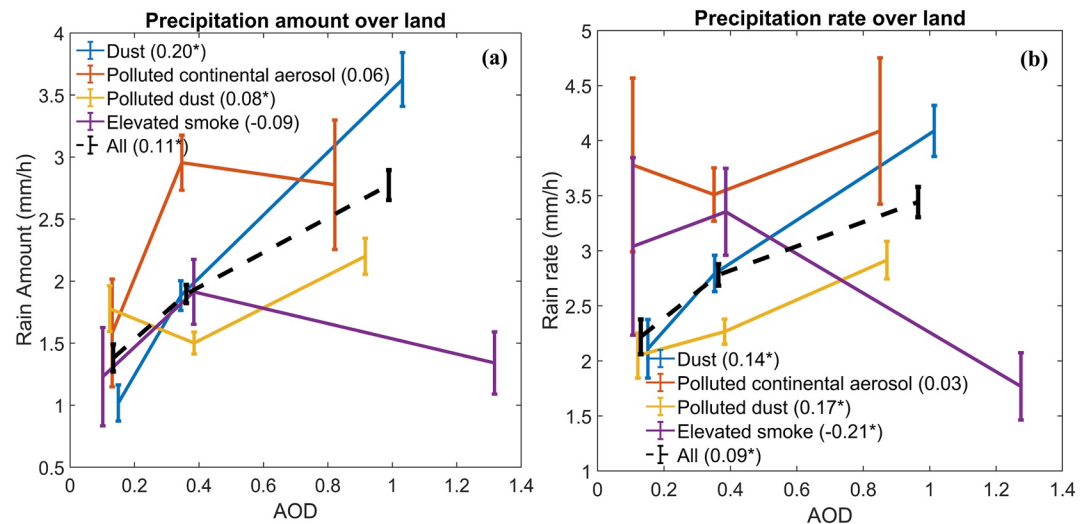 Precipitation amount over land
4
3.5
3
2.5
2
1.5
1
0.5
Rain Amount (mm/h)
Dust (0.20*)
Polluted continental aerosol (0.06)
Polluted dust (0.08*)
Elevated smoke (-0.09)
All (0.11*)
(a)
0 0.2 0.4 0.6 0.8 1 1.2 1.4
AOD
Precipitation rate over land
5
4.5
4
3.5
3
2.5
2
1.5
1
Rain rate (mm/h)
(b)
Dust (0.14*)
Polluted continental aerosol (0.03)
Polluted dust (0.17*)
Elevated smoke (-0.21*)
All (0.09*)
0 0.2 0.4 0.6 0.8 1 1.2 1.4
AOD